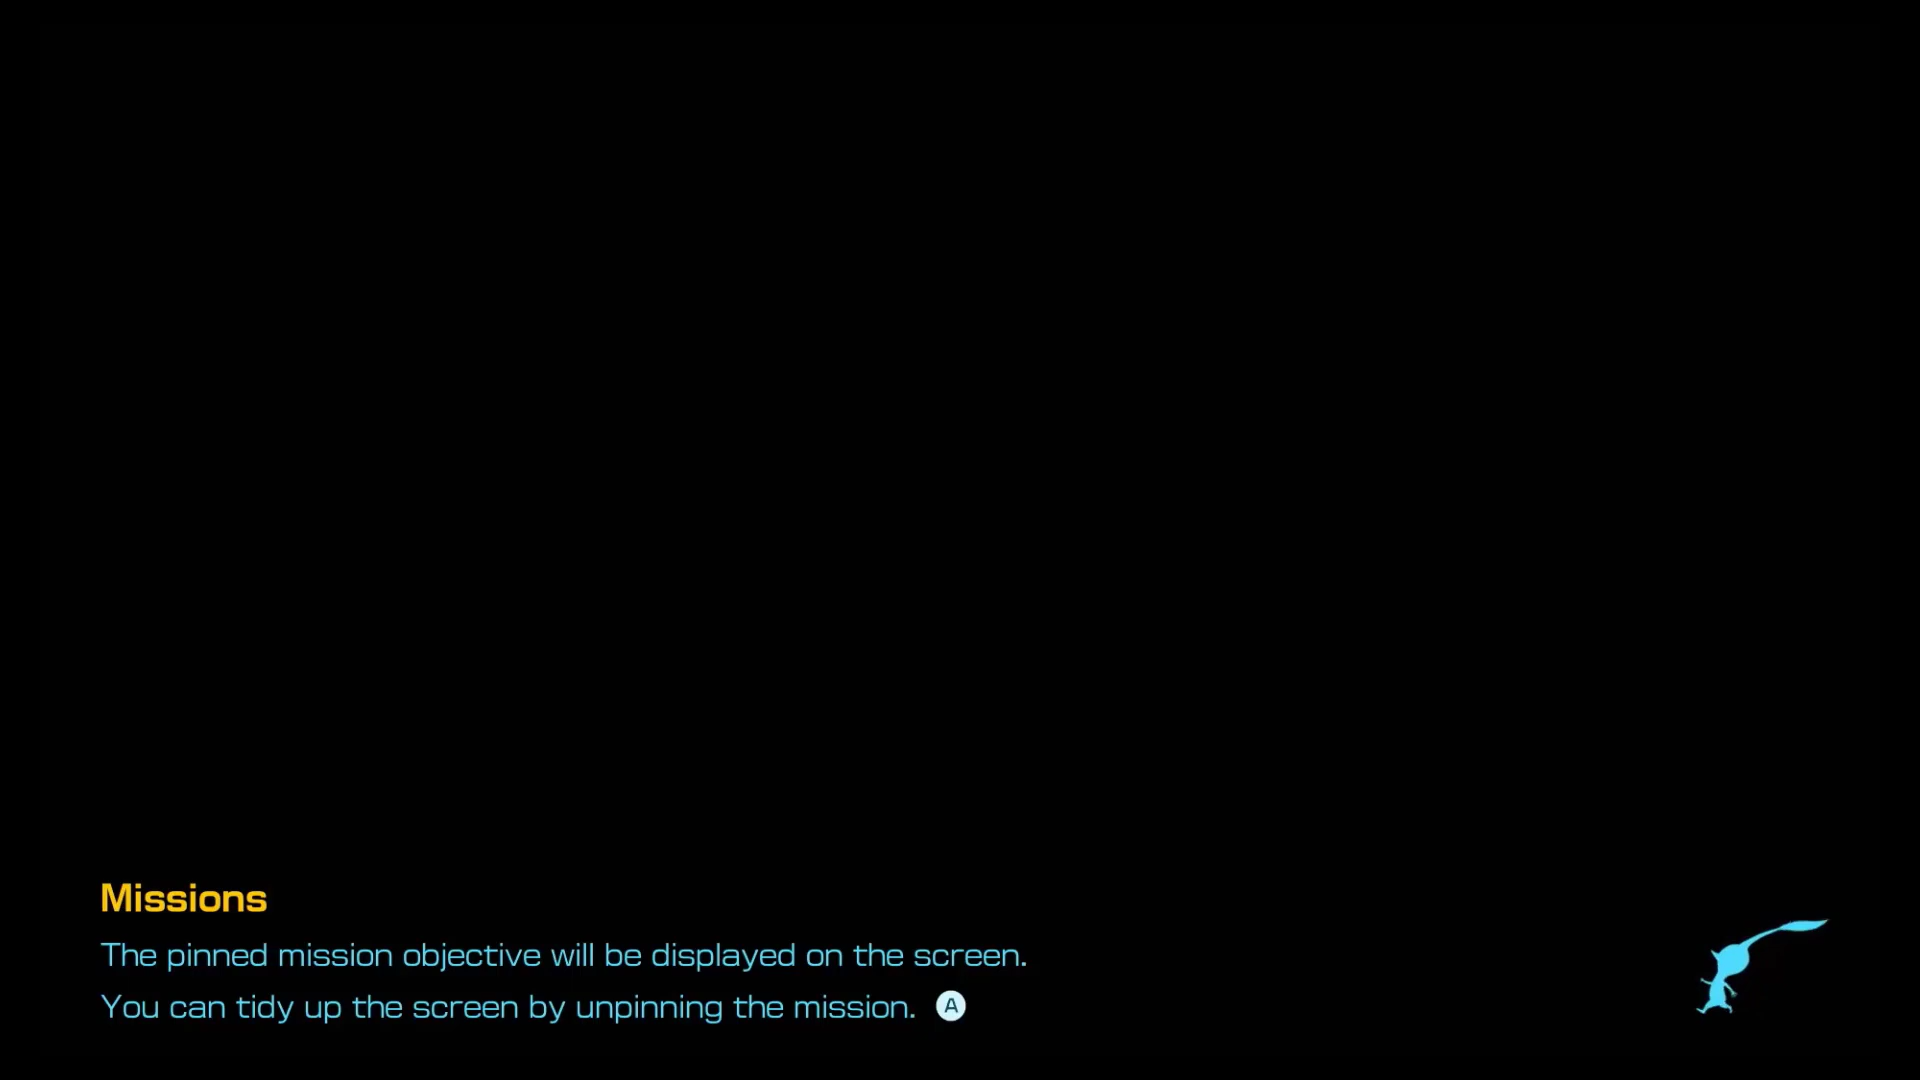 Missions
The pinned mission objective will be displayed on the screen.
You can tidy up the screen by unpinning the mission. A